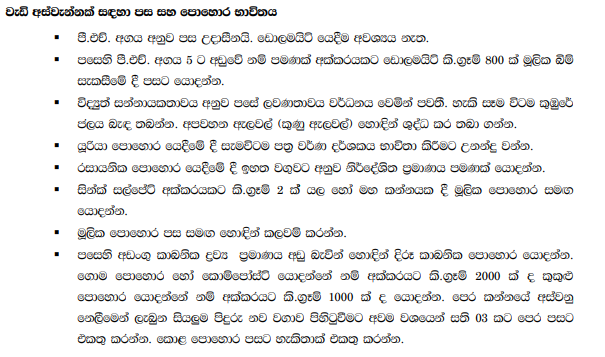 වැඩි අස්වැන්නක් සඳහා පස සහ පොහොර භාවිතය
▪ පී.එච්. අගය අනුව පස උදාසීනයි. ඩොලමයිට් යෙදීම අවශ්‍යය නැත.
▪ පසෙහි පී.එච්. අගය 5 ට අඩුවේ නම් පමණක් අක්කරයකට ඩොලමයිට් කි.ග්‍රෑම් 800 ක් මූලික බිම්
සැකසීමේ දී පසට යොදන්න.
▪ විද්‍යුත් සන්නායකතාවය අනුව පසේ ලවණතාවය වර්ධනය වෙමින් පවතී. හැකි සෑම විටම කුඹුරේ
ජලය බැඳ තබන්න. අපවහන ඇලවල් (කුණු ඇලවල්) හොඳින් ශුද්ධ කර තබා ගන්න.
▪ යූරියා පොහොර යෙදීමේ දී සැමවිටම පත්‍ර වර්ණ දර්ශකය භාවිතා කිරීමට උනන්දු වන්න.
▪ රසායනික පොහොර යෙදීමේ දී ඉහත වගුවට අනුව නිර්දේශිත ප්‍රමාණය පමණක් යොදන්න.
▪ සින්ක් සල්පේට් අක්කරයකට කි.ග්‍රෑම් 2 ක් යල හෝ මහ කන්නයක දී මූලික පොහොර සමඟ
යොදන්න.
▪ මූලික පොහොර පස සමඟ හොඳින් කලවම් කරන්න.
▪ පසෙහි අඩංගු කාබනික ද්‍රව්‍ය ප්‍රමාණය අඩු බැවින් හොඳින් දිරූ කාබනික පොහොර යොදන්න.
ගොම පොහොර හෝ කොම්පෝස්ට් යොදන්නේ නම් අක්කරයට කි.ග්‍රෑම් 2000 ක් ද කුකුළු
පොහොර යොදන්නේ නම් අක්කරයට කි.ග්‍රෑම් 1000 ක් ද යොදන්න. පෙර කන්නයේ අස්වනු
නෙලීමෙන් ලැබුන සියලුම පිදුරු නව වගාව පිහිටුවීමට අවම වශයෙන් සති 03 කට පෙර පසට
එකතු කරන්න. කොළ පොහොර පසට හැකිතාක් එකතු කරන්න.